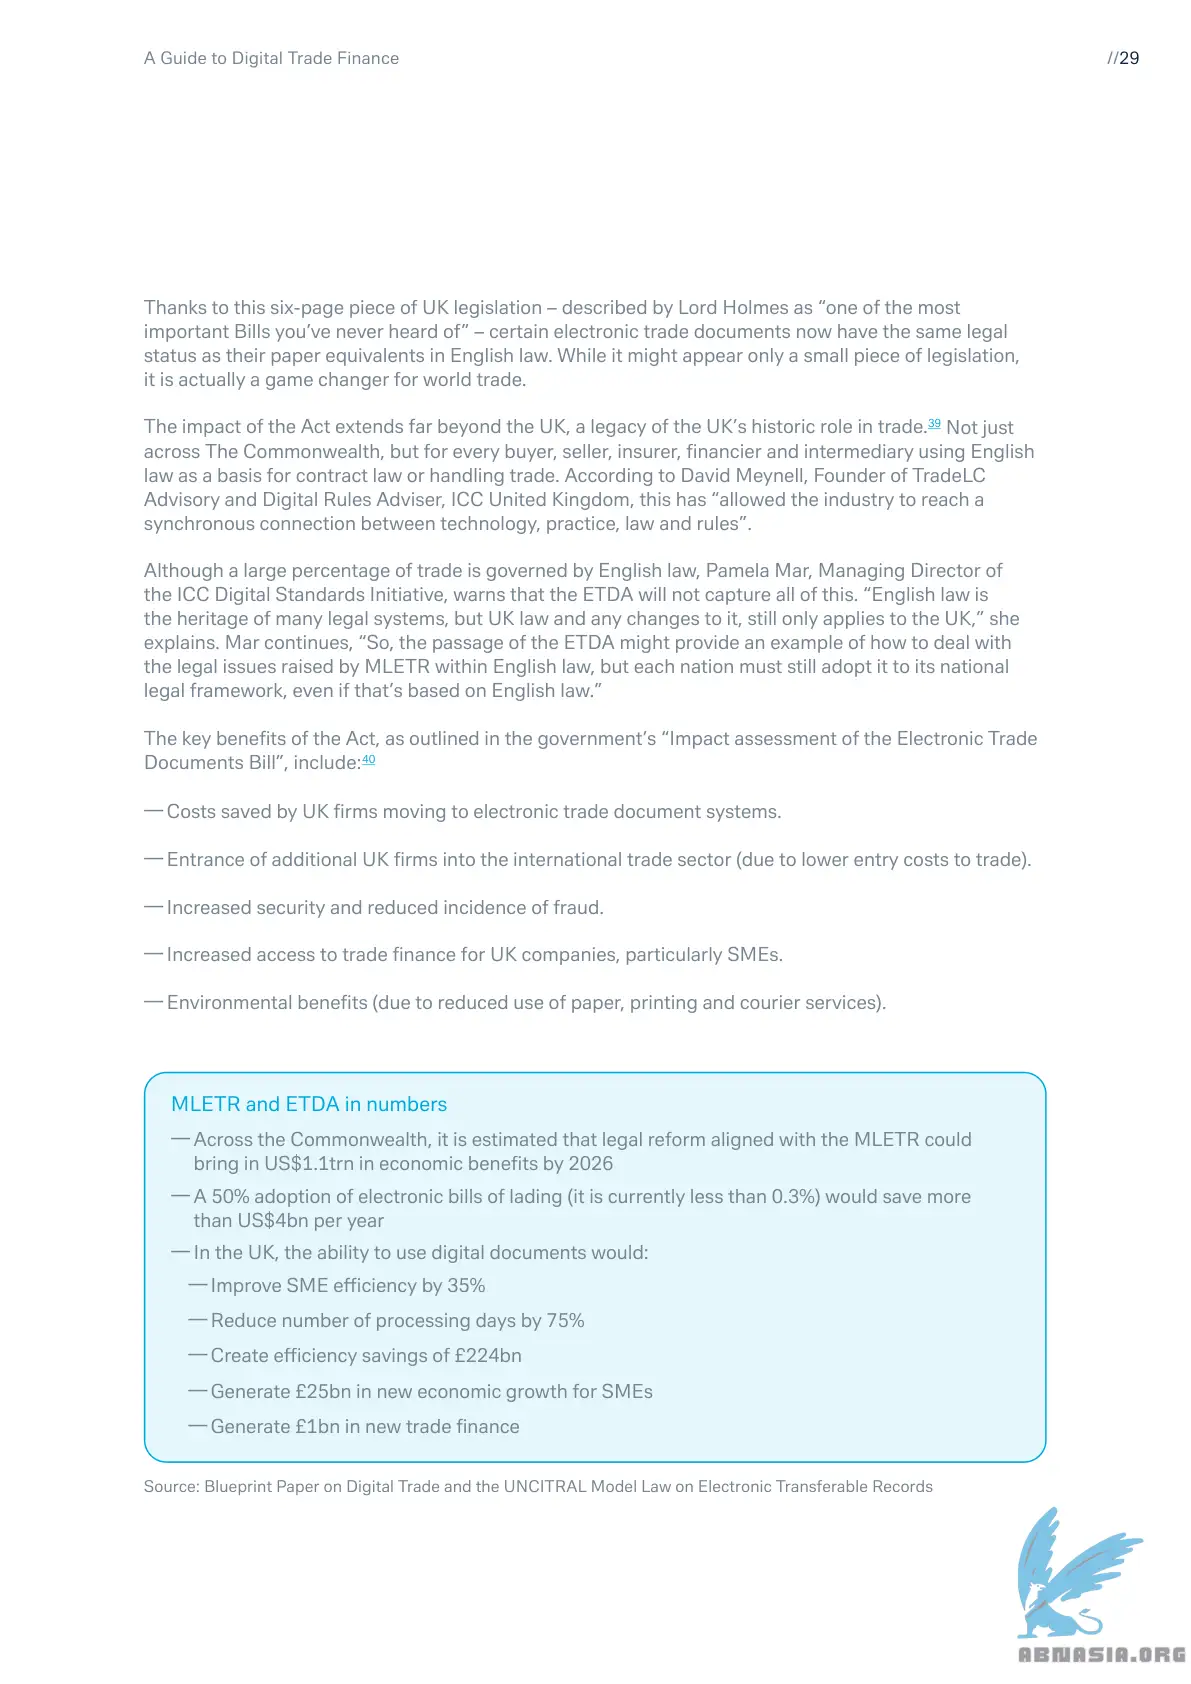 A Guide to Digital Trade Finance
//29
Thanks to this six-page piece of UK legislation – described by Lord Holmes as “one of the most
important Bills you’ve never heard of” – certain electronic trade documents now have the same legal
status as their paper equivalents in English law. While it might appear only a small piece of legislation,
it is actually a game changer for world trade.
The impact of the Act extends far beyond the UK, a legacy of the UK’s historic role in trade.39 Not just
across The Commonwealth, but for every buyer, seller, insurer, financier and intermediary using English
law as a basis for contract law or handling trade. According to David Meynell, Founder of TradeLC
Advisory and Digital Rules Adviser, ICC United Kingdom, this has “allowed the industry to reach a
synchronous connection between technology, practice, law and rules”.
Although a large percentage of trade is governed by English law, Pamela Mar, Managing Director of
the ICC Digital Standards Initiative, warns that the ETDA will not capture all of this. “English law is
the heritage of many legal systems, but UK law and any changes to it, still only applies to the UK,” she
explains. Mar continues, “So, the passage of the ETDA might provide an example of how to deal with
the legal issues raised by MLETR within English law, but each nation must still adopt it to its national
legal framework, even if that’s based on English law.”
The key benefits of the Act, as outlined in the government’s “Impact assessment of the Electronic Trade
Documents Bill”, include:40
— Costs saved by UK firms moving to electronic trade document systems.
— Entrance of additional UK firms into the international trade sector (due to lower entry costs to trade).
— Increased security and reduced incidence of fraud.
— Increased access to trade finance for UK companies, particularly SMEs.
— Environmental benefits (due to reduced use of paper, printing and courier services).
MLETR and ETDA in numbers
— Across the Commonwealth, it is estimated that legal reform aligned with the MLETR could
bring in US$1.1trn in economic benefits by 2026
— A 50% adoption of electronic bills of lading (it is currently less than 0.3%) would save more
than US$4bn per year
— In the UK, the ability to use digital documents would:
— Improve SME efficiency by 35%
— Reduce number of processing days by 75%
— Create efficiency savings of £224bn
— Generate £25bn in new economic growth for SMEs
— Generate £1bn in new trade finance
Source: Blueprint Paper on Digital Trade and the UNCITRAL Model Law on Electronic Transferable Records
ABNASIA.ORG